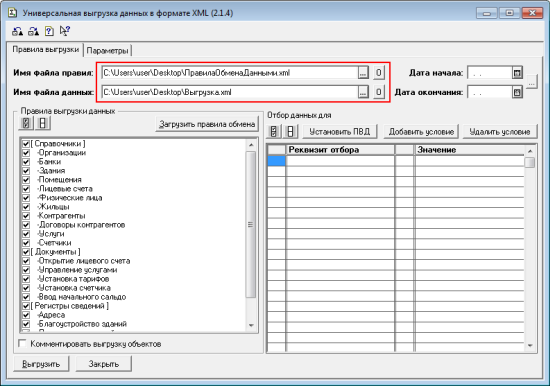 Универсальная выгрузка данных в формате XML (2.1.4)
Правила выгрузки
Параметры
Имя файла правил: C:\Users\user\Desktop\ПравилаОбменаДанными.xml ... 0
Дата начала: . . ...
Имя файла данных: C:\Users\user\Desktop\Выгрузка.xml ... 0
Дата окончания: . .
Правила выгрузки данных
Загрузить правила обмена
Отбор данных для
Установить ПВД
Добавить условие
Удалить условие
Реквизит отбора
Значение
[ Справочники ]
-Организации
-Банки
-Здания
-Помещения
-Лицевые счета
-Физические лица
-Жильцы
-Контрагенты
-Договоры контрагентов
-Услуги
-Счетчики
[ Документы ]
-Открытие лицевого счета
-Управление услугами
-Установка тарифов
-Установка счетчика
-Ввод начального сальдо
[ Регистры сведений ]
-Адреса
-Благоустройство зданий
Комментировать выгрузку объектов
Выгрузить
Закрыть